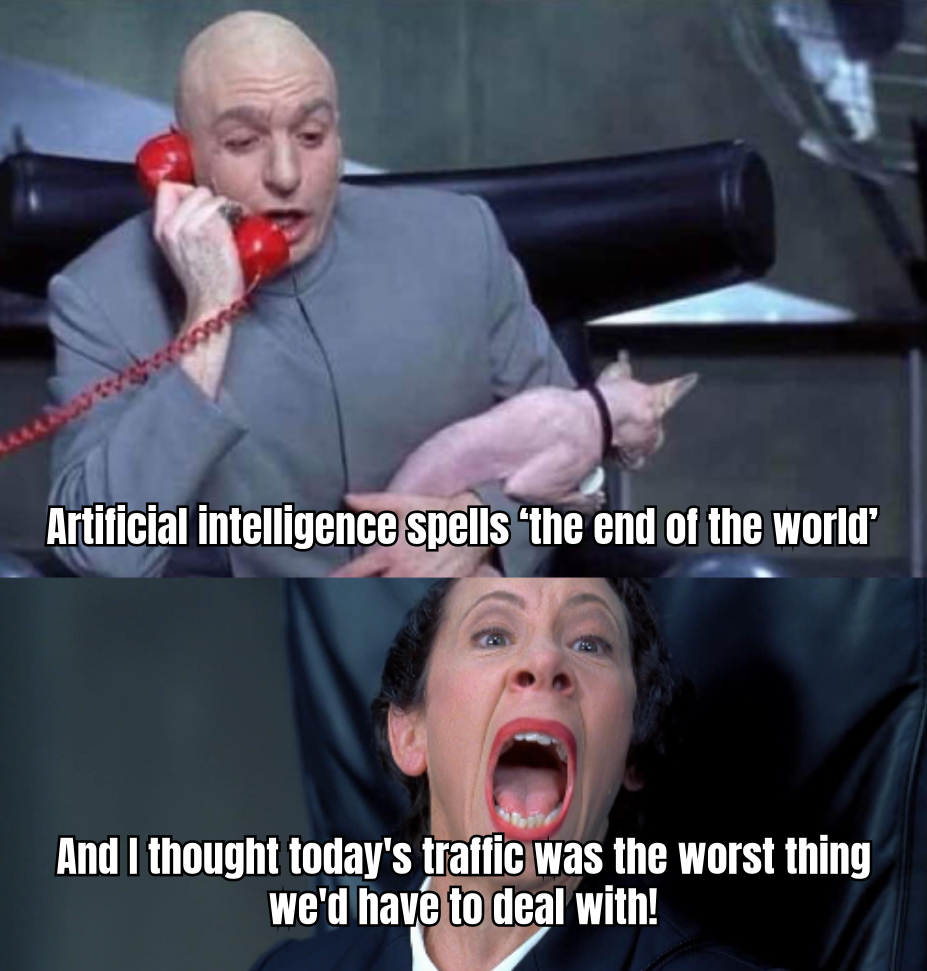 Artificial intelligence spells ‘the end of the world’
And I thought today's traffic was the worst thing
we'd have to deal with!